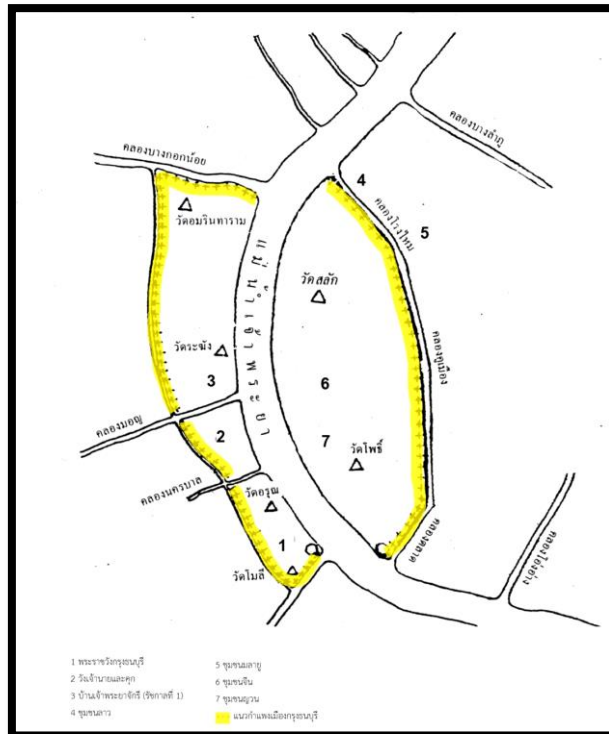 คลองบางลำภู
คลองบางกอกน้อย
4
คลองโรงไหม
5
วัดอมรินทาราม
แม่น้ำเจ้าพระยา
วัดสลัก
คลองคูเมือง
วัดระฆัง
3
6
คลองมอญ
2
7
วัดโพธิ์
คลองนครบาล
วัดอรุณ
คลองตลาด
คลองโอ่งอ่าง
1
วัดโมลี
1 พระราชวังกรุงธนบุรี
2 วังเจ้านายและคุก
3 บ้านเจ้าพระยาจักรี (รัชกาลที่ 1)
4 ชุมชนลาว
5 ชุมชนมลายู
6 ชุมชนจีน
7 ชุมชนญวน
แนวกำแพงเมืองกรุงธนบุรี